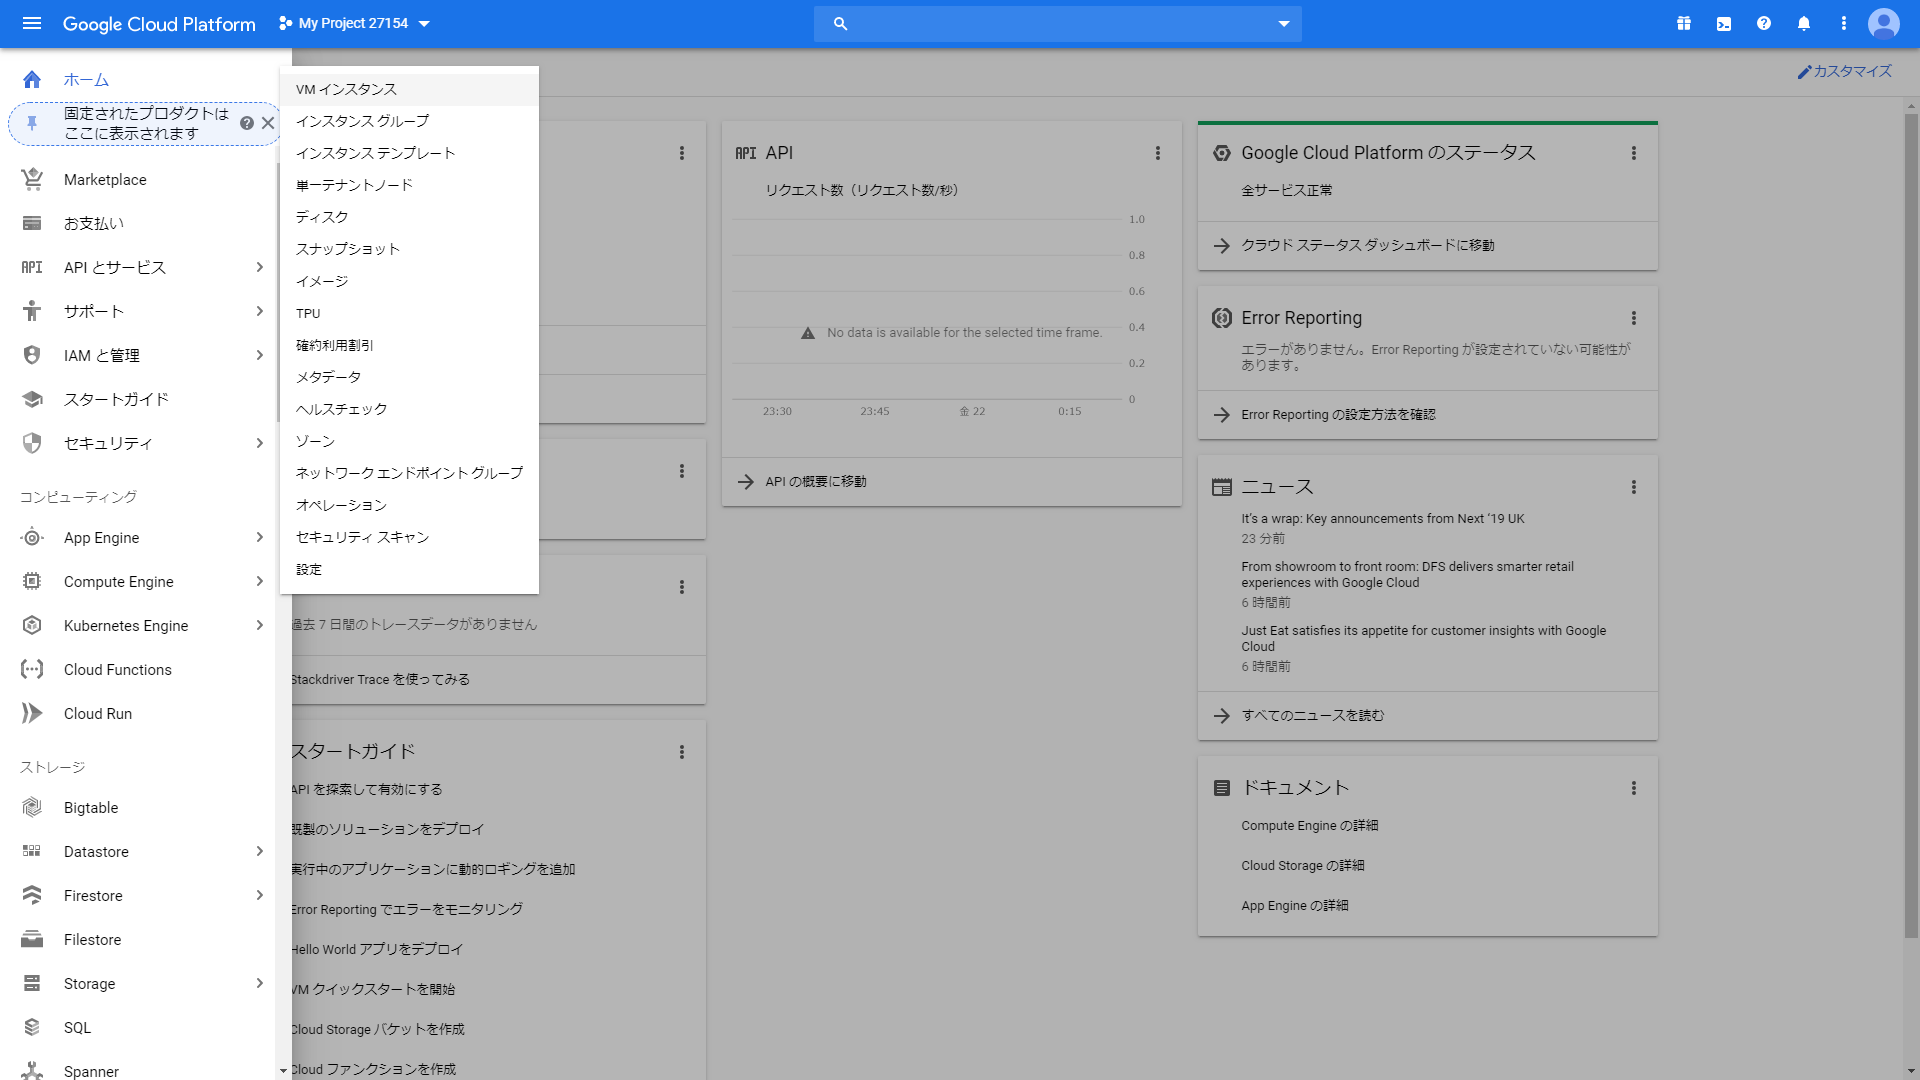 Google Cloud Platform
My Project 27154
カスタマイズ
ホーム
固定されたプロダクトは
ここに表示されます
Marketplace
お支払い
API API とサービス
サポート
IAM と管理
スタートガイド
セキュリティ
コンピューティング
App Engine
Compute Engine
Kubernetes Engine
Cloud Functions
Cloud Run
ストレージ
Bigtable
Datastore
Firestore
Filestore
Storage
SQL
Spanner
VM インスタンス
インスタンス グループ
インスタンス テンプレート
単一テナントノード
ディスク
スナップショット
イメージ
TPU
確約利用割引
メタデータ
ヘルスチェック
ゾーン
ネットワーク エンドポイント グループ
オペレーション
セキュリティ スキャン
設定
過去 7 日間のトレースデータがありません
Stackdriver Trace を使ってみる
スタートガイド
API を探索して有効にする
既製のソリューションをデプロイ
実行中のアプリケーションに動的ロギングを追加
Error Reporting でエラーをモニタリング
Hello World アプリをデプロイ
VM クイックスタートを開始
Cloud Storage バケットを作成
Cloud ファンクションを作成
API API
リクエスト数（リクエスト数/秒）
1.0
0.8
0.6
0.4
0.2
0
No data is available for the selected time frame.
23:30 23:45 金 22 0:15
API の概要に移動
Google Cloud Platform のステータス
全サービス正常
クラウド ステータス ダッシュボードに移動
Error Reporting
エラーがありません。Error Reporting が設定されていない可能性が
あります。
Error Reporting の設定方法を確認
ニュース
It’s a wrap: Key announcements from Next ‘19 UK
23 分前
From showroom to front room: DFS delivers smarter retail
experiences with Google Cloud
6 時間前
Just Eat satisfies its appetite for customer insights with Google
Cloud
6 時間前
すべてのニュースを読む
ドキュメント
Compute Engine の詳細
Cloud Storage の詳細
App Engine の詳細